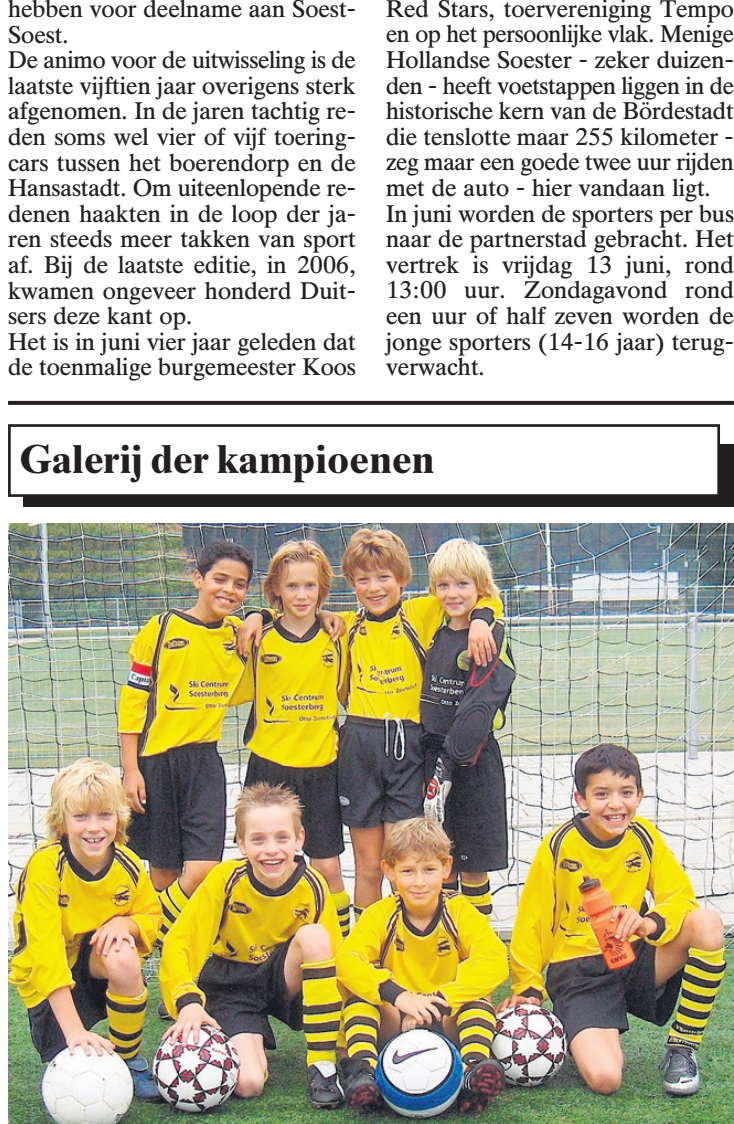 hebben voor deelname aan Soest-
Soest.
De animo voor de uitwisseling is de
laatste vijftien jaar overigens sterk
afgenomen. In de jaren tachtig re-
den soms wel vier of vijf toering-
cars tussen het boerendorp en de
Hansastadt. Om uiteenlopende re-
denen haakten in de loop der ja-
ren steeds meer takken van sport
af. Bij de laatste editie, in 2006,
kwamen ongeveer honderd Duit-
sers deze kant op.
Het is in juni vier jaar geleden dat
de toenmalige burgemeester Koos
Red Stars, toervereniging Tempo
en op het persoonlijke vlak. Menige
Hollandse Soester - zeker duizen-
den - heeft voetstappen liggen in de
historische kern van de Bördestadt
die tenslotte maar 255 kilometer -
zeg maar een goede twee uur rijden
met de auto - hier vandaan ligt.
In juni worden de sporters per bus
naar de partnerstad gebracht. Het
vertrek is vrijdag 13 juni, rond
13:00 uur. Zondagavond rond
een uur of half zeven worden de
jonge sporters (14-16 jaar) terug-
verwacht.
Galerij der kampioenen
Ski Centrum
Soesterberg
Ski Centrum
Soesterberg
Ski Centrum
Soesterberg
Ski Centrum
Soesterberg